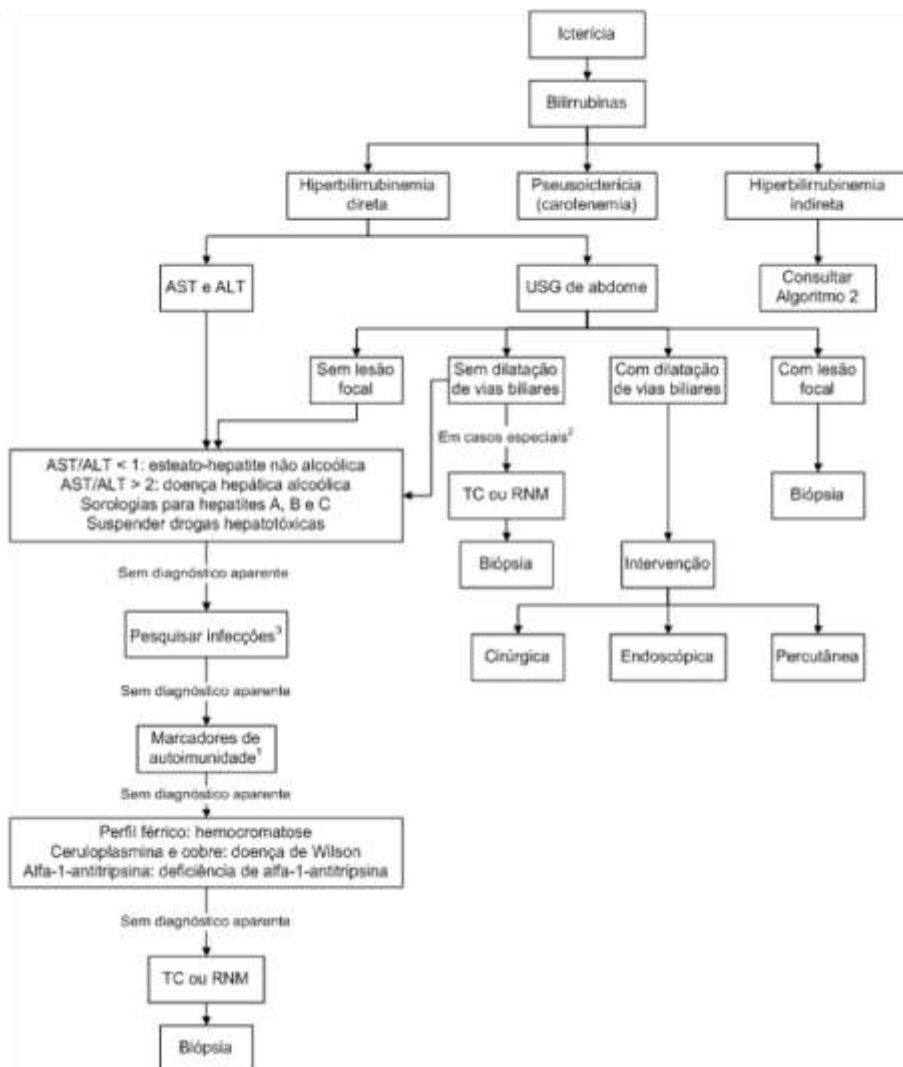 Icterícia
Bilirrubinas
Hiperbilirrubinemia
direta
Pseusoicterícia
(carotenemia)
Hiperbilirrubinemia
indireta
AST e ALT
USG de abdome
Consultar
Algoritmo 2
Sem lesão
focal
Sem dilatação
de vias biliares
Com dilatação
de vias biliares
Com lesão
focal
Em casos especiais²
AST/ALT < 1: esteato-hepatite não alcoólica
AST/ALT > 2: doença hepática alcoólica
Sorologias para hepatites A, B e C
Suspender drogas hepatotóxicas
TC ou RNM
Biópsia
Sem diagnóstico aparente
Biópsia
Intervenção
Pesquisar infecções³
Cirúrgica
Endoscópica
Percutânea
Sem diagnóstico aparente
Marcadores de
autoimunidade¹
Sem diagnóstico aparente
Perfil férrico: hemocromatose
Ceruloplasmina e cobre: doença de Wilson
Alfa-1-antitripsina: deficiência de alfa-1-antitripsina
Sem diagnóstico aparente
TC ou RNM
Biópsia